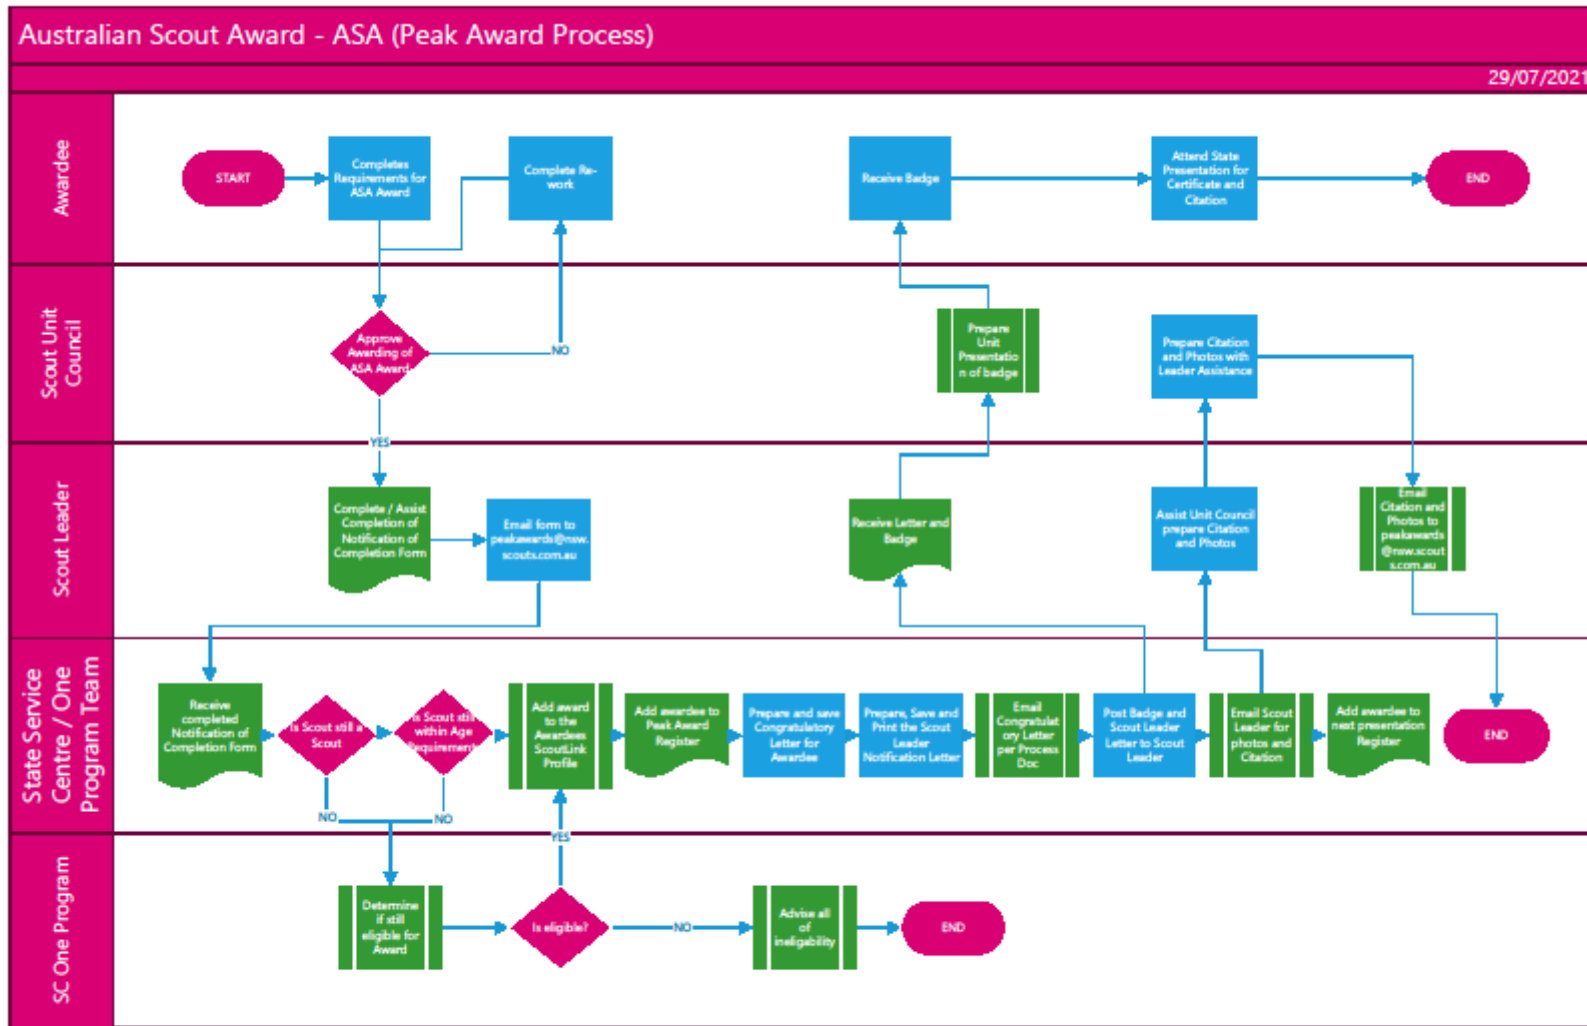 Australian Scout Award - ASA (Peak Award Process)
29/07/2021
Awardee
START
Completes
Requirements for
ASA Award
Complete Re-
work
Receive Badge
Attend State
Presentation for
Certificate and
Citation
END
Scout Unit
Council
Approve
Awarding of
ASA Award
NO
YES
Prepare
Unit
Presentatio
n of badge
Prepare Citation
and Photos with
Leader Assistance
Scout Leader
Complete / Assist
Completion of
Notification of
Completion Form
Email form to
peakawards@nsw.
scouts.com.au
Receive Letter and
Badge
Assist Unit Council
prepare Citation
and Photos
Email
Citation and
Photos to
peakawards
@nsw.scout
s.com.au
State Service
Centre / One
Program Team
Receive
completed
Notification of
Completion Form
Is Scout still a
Scout
NO
Is Scout still
within Age
Requirement
NO
Add award
to the
Awardees
ScoutLink
Profile
Add awardee to
Peak Award
Register
Prepare and save
Congratulatory
Letter for
Awardee
Prepare, Save and
Print the Scout
Leader
Notification Letter
Email
Congratulat
ory Letter
per Process
Doc
Post Badge and
Scout Leader
Letter to Scout
Leader
Email Scout
Leader for
photos and
Citation
Add awardee to
next presentation
Register
END
SC One Program
Determine
if still
eligible for
Award
Is eligible?
YES
NO
Advise all
of
ineligability
END